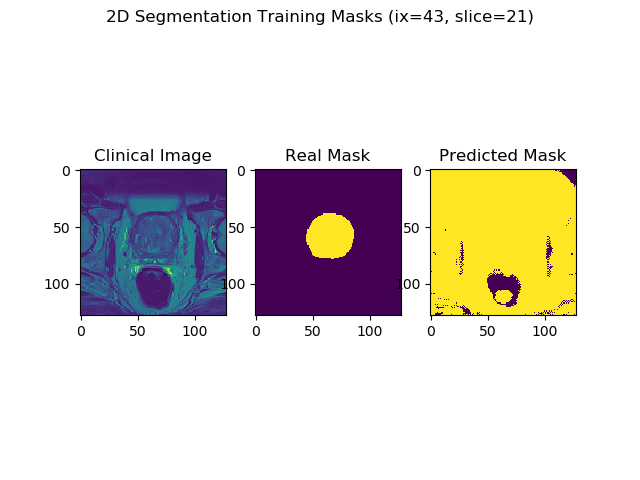 2D Segmentation Training Masks (ix=43, slice=21)
Clinical Image Real Mask Predicted Mask
0 0 0
50 50 50
100 100 100
0 50 100 0 50 100 0 50 100